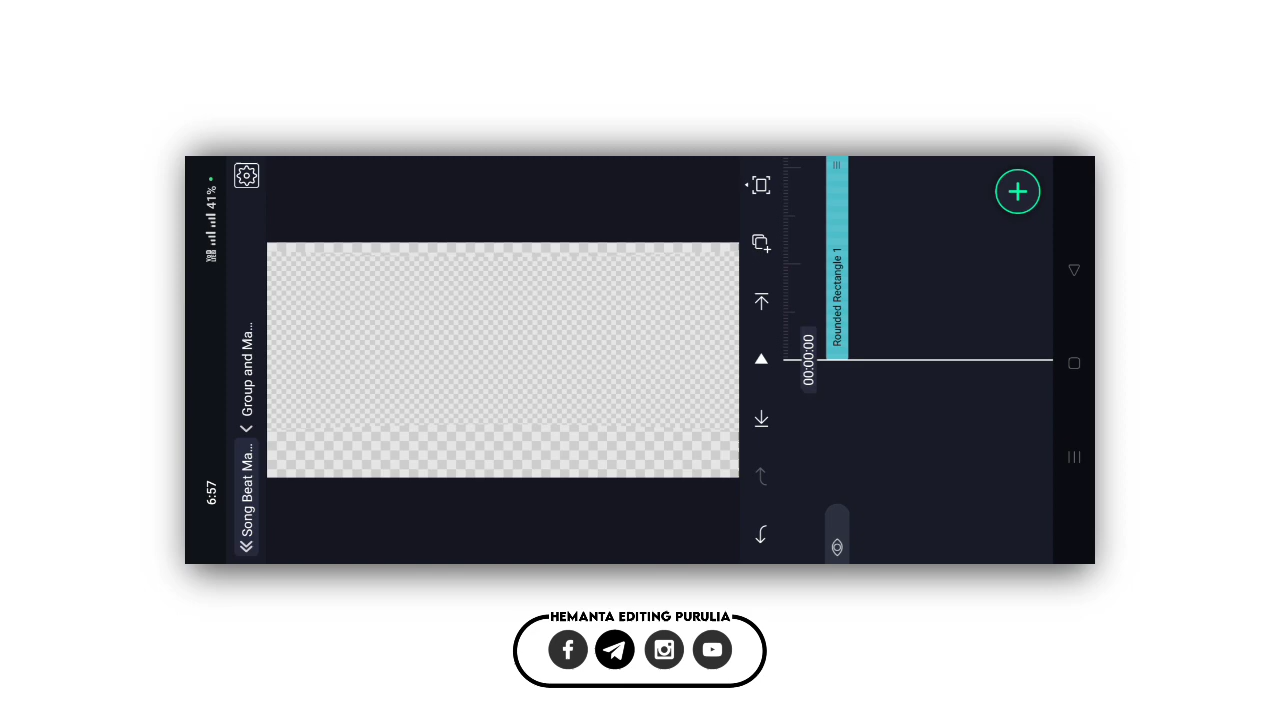 6:57
41%
Song Beat Ma...
Group and Ma...
00:00:00
Rounded Rectangle 1
HEMANTA EDITING PURULIA